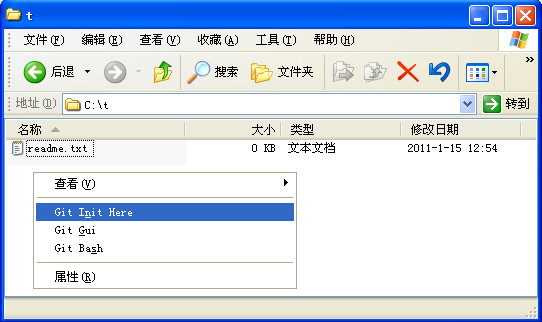 t
文件(F) 编辑(E) 查看(V) 收藏(A) 工具(T) 帮助(H)
后退 搜索 文件夹
地址(D) C:\t 转到
名称 大小 类型 修改日期
readme.txt 0 KB 文本文档 2011-1-15 12:54
查看(V)
Git Init Here
Git Gui
Git Bash
属性(R)